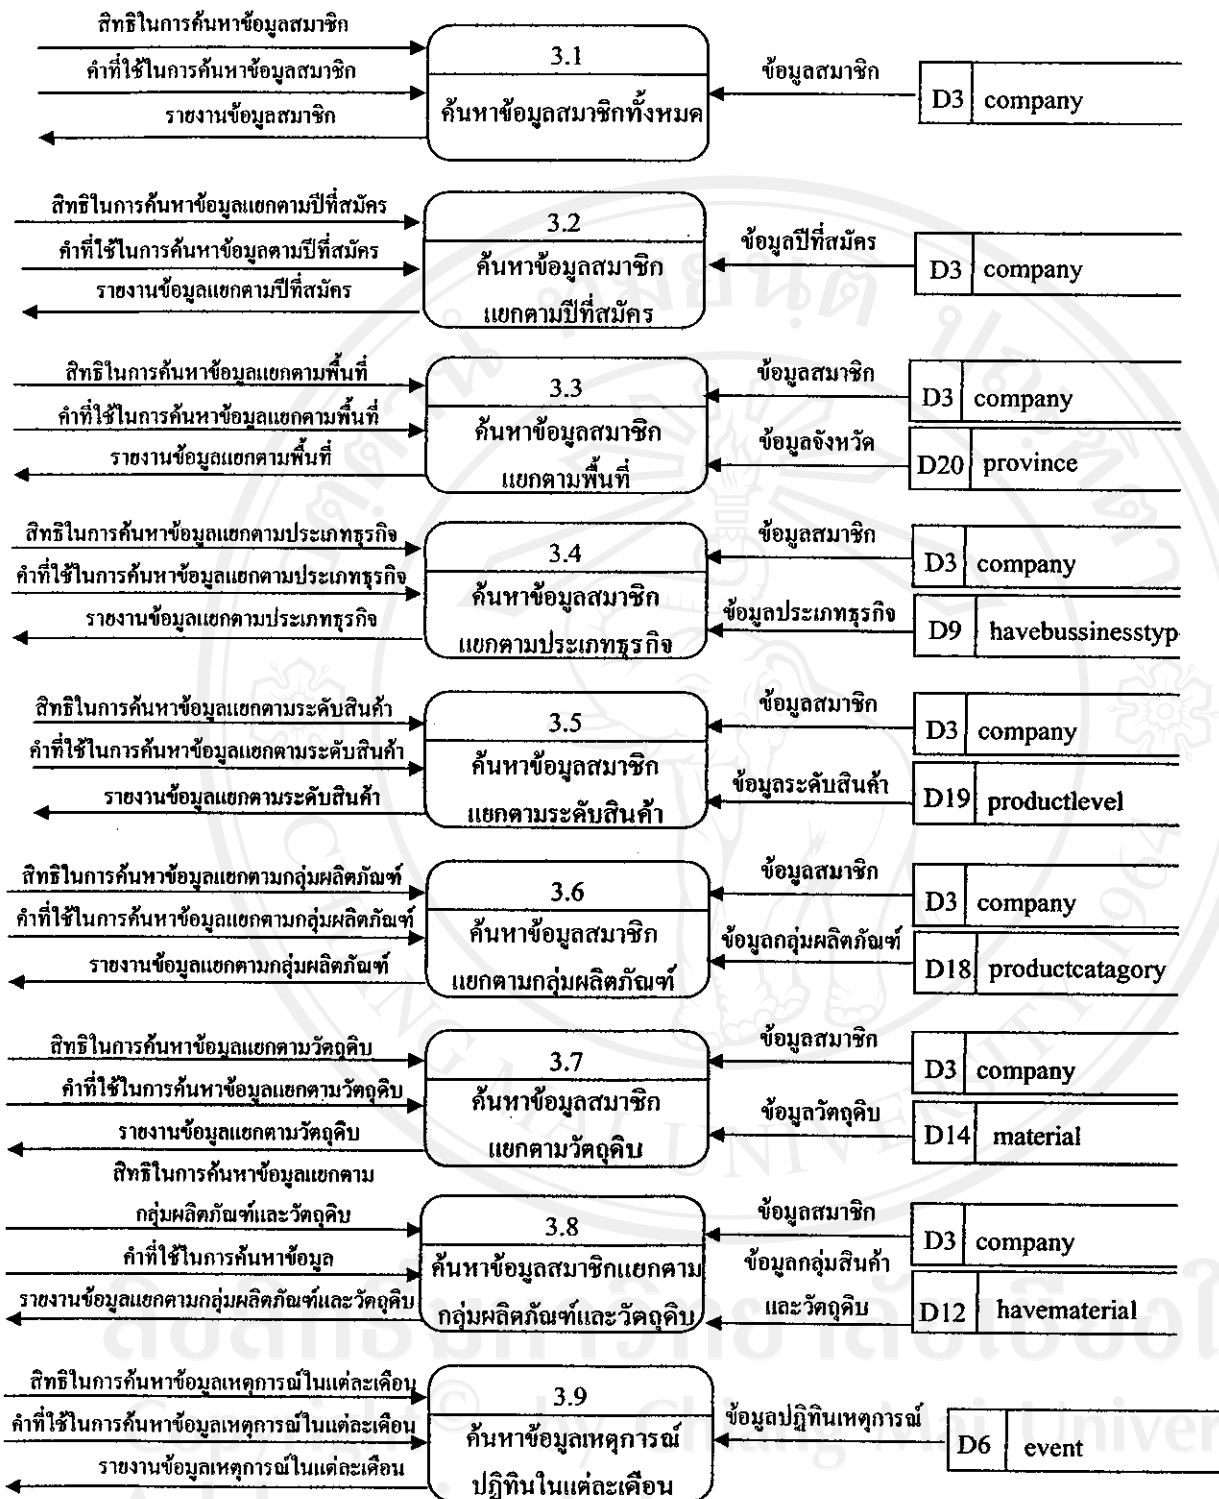 สิทธิในการค้นหาข้อมูลสมาชิก
คำที่ใช้ในการค้นหาข้อมูลสมาชิก
รายงานข้อมูลสมาชิก
3.1
ค้นหาข้อมูลสมาชิกทั้งหมด
ข้อมูลสมาชิก
D3 company
สิทธิในการค้นหาข้อมูลแยกตามปีที่สมัคร
คำที่ใช้ในการค้นหาข้อมูลตามปีที่สมัคร
รายงานข้อมูลแยกตามปีที่สมัคร
3.2
ค้นหาข้อมูลสมาชิก
แยกตามปีที่สมัคร
ข้อมูลปีที่สมัคร
D3 company
สิทธิในการค้นหาข้อมูลแยกตามพื้นที่
คำที่ใช้ในการค้นหาข้อมูลแยกตามพื้นที่
รายงานข้อมูลแยกตามพื้นที่
3.3
ค้นหาข้อมูลสมาชิก
แยกตามพื้นที่
ข้อมูลสมาชิก
D3 company
ข้อมูลจังหวัด
D20 province
สิทธิในการค้นหาข้อมูลแยกตามประเภทธุรกิจ
คำที่ใช้ในการค้นหาข้อมูลแยกตามประเภทธุรกิจ
รายงานข้อมูลแยกตามประเภทธุรกิจ
3.4
ค้นหาข้อมูลสมาชิก
แยกตามประเภทธุรกิจ
ข้อมูลสมาชิก
D3 company
ข้อมูลประเภทธุรกิจ
D9 havebussinesstyp
สิทธิในการค้นหาข้อมูลแยกตามระดับสินค้า
คำที่ใช้ในการค้นหาข้อมูลแยกตามระดับสินค้า
รายงานข้อมูลแยกตามระดับสินค้า
3.5
ค้นหาข้อมูลสมาชิก
แยกตามระดับสินค้า
ข้อมูลสมาชิก
D3 company
ข้อมูลระดับสินค้า
D19 productlevel
สิทธิในการค้นหาข้อมูลแยกตามกลุ่มผลิตภัณฑ์
คำที่ใช้ในการค้นหาข้อมูลแยกตามกลุ่มผลิตภัณฑ์
รายงานข้อมูลแยกตามกลุ่มผลิตภัณฑ์
3.6
ค้นหาข้อมูลสมาชิก
แยกตามกลุ่มผลิตภัณฑ์
ข้อมูลสมาชิก
D3 company
ข้อมูลกลุ่มผลิตภัณฑ์
D18 productcatagory
สิทธิในการค้นหาข้อมูลแยกตามวัตถุดิบ
คำที่ใช้ในการค้นหาข้อมูลแยกตามวัตถุดิบ
รายงานข้อมูลแยกตามวัตถุดิบ
3.7
ค้นหาข้อมูลสมาชิก
แยกตามวัตถุดิบ
ข้อมูลสมาชิก
D3 company
ข้อมูลวัตถุดิบ
D14 material
สิทธิในการค้นหาข้อมูลแยกตาม
กลุ่มผลิตภัณฑ์และวัตถุดิบ
คำที่ใช้ในการค้นหาข้อมูล
รายงานข้อมูลแยกตามกลุ่มผลิตภัณฑ์และวัตถุดิบ
3.8
ค้นหาข้อมูลสมาชิกแยกตาม
กลุ่มผลิตภัณฑ์และวัตถุดิบ
ข้อมูลสมาชิก
D3 company
ข้อมูลกลุ่มสินค้า
และวัตถุดิบ
D12 havematerial
สิทธิในการค้นหาข้อมูลเหตุการณ์ในแต่ละเดือน
คำที่ใช้ในการค้นหาข้อมูลเหตุการณ์ในแต่ละเดือน
รายงานข้อมูลเหตุการณ์ในแต่ละเดือน
3.9
ค้นหาข้อมูลเหตุการณ์
ปฏิทินในแต่ละเดือน
ข้อมูลปฏิทินเหตุการณ์
D6 event
CHIANG MAI UNIVERSITY 1964